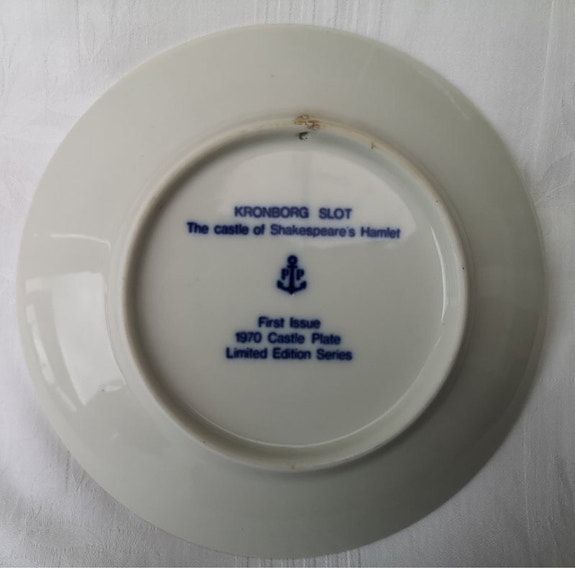 KRONBORG SLOT
The castle of Shakespeare's Hamlet
P P
First Issue
1970 Castle Plate
Limited Edition Series